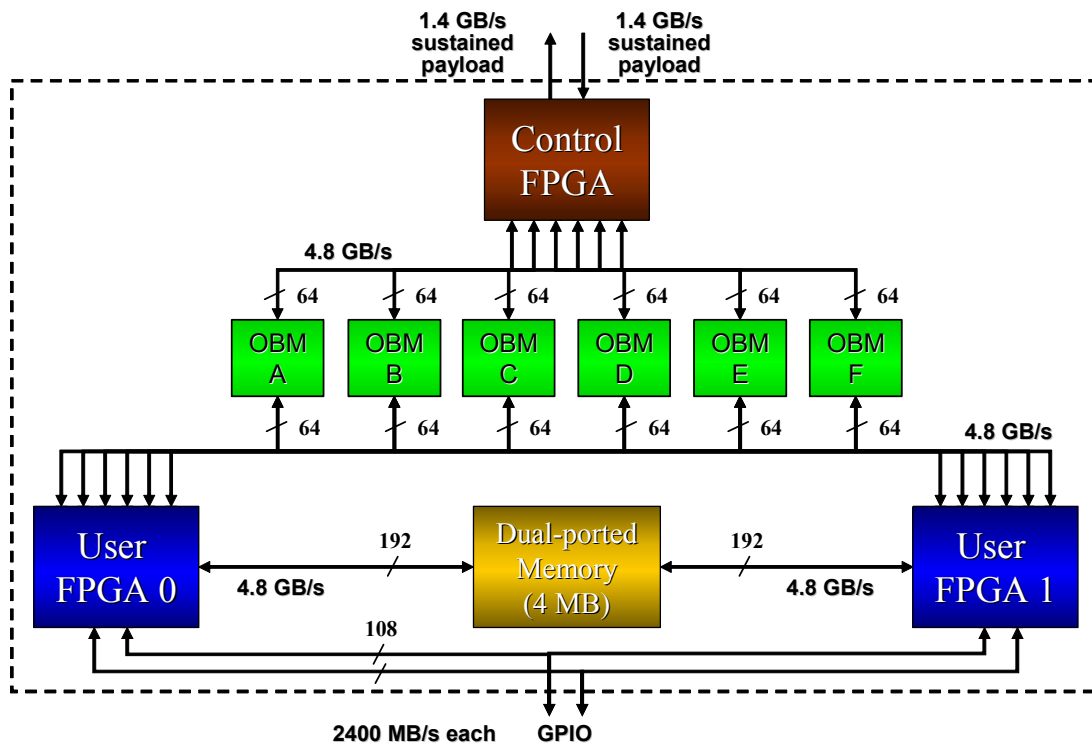 1.4 GB/s
sustained
payload
1.4 GB/s
sustained
payload
Control
FPGA
4.8 GB/s
64 64 64 64 64 64
OBM
A
OBM
B
OBM
C
OBM
D
OBM
E
OBM
F
64 64 64 64 64 64
4.8 GB/s
User
FPGA 0
192
4.8 GB/s
Dual-ported
Memory
(4 MB)
192
4.8 GB/s
User
FPGA 1
108
2400 MB/s each
GPIO